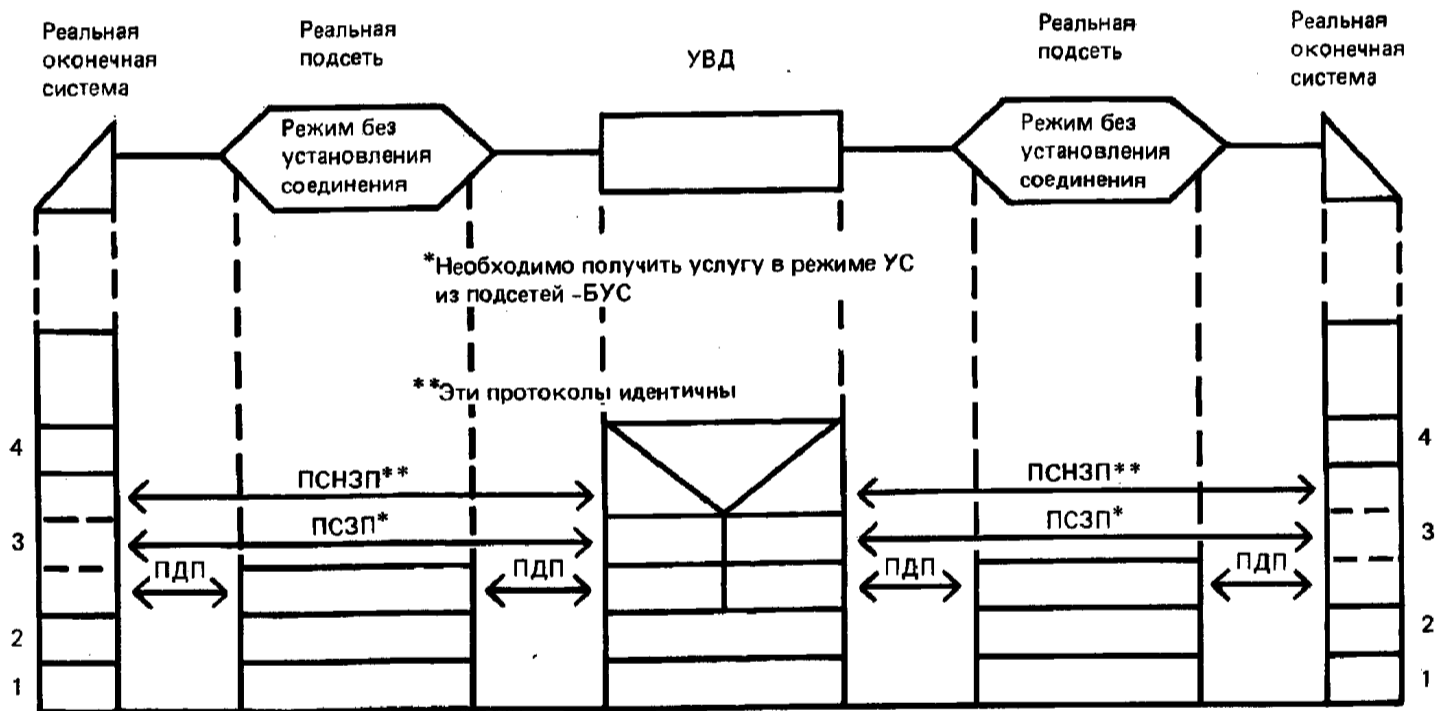 Реальная
оконечная
система
Реальная
подсеть
УВД
Реальная
подсеть
Реальная
оконечная
система
Режим без
установления
соединения
Режим без
установления
соединения
*Необходимо получить услугу в режиме УС
из подсетей -БУС
**Эти протоколы идентичны
4
4
ПСНЗП**
ПСНЗП**
ПСЗП*
ПСЗП*
3
3
ПДП
ПДП
ПДП
ПДП
2
2
1
1